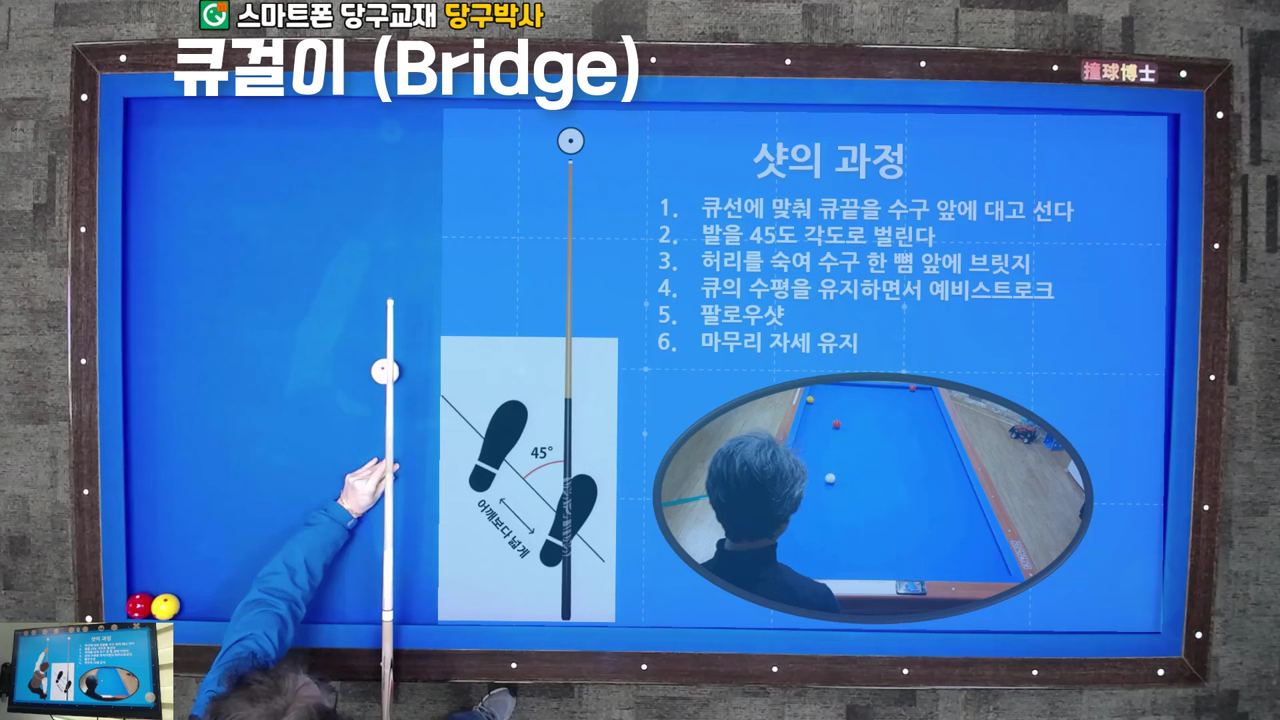 스마트폰 당구교재 당구박사
큐걸이 (Bridge)
撞球博士
샷의 과정
1. 큐선에 맞춰 큐끝을 수구 앞에 대고 선다
2. 발을 45도 각도로 벌린다
3. 허리를 숙여 수구 한 뼘 앞에 브릿지
4. 큐의 수평을 유지하면서 예비스트로크
5. 팔로우샷
6. 마무리 자세 유지
45°
어깨보다 넓게